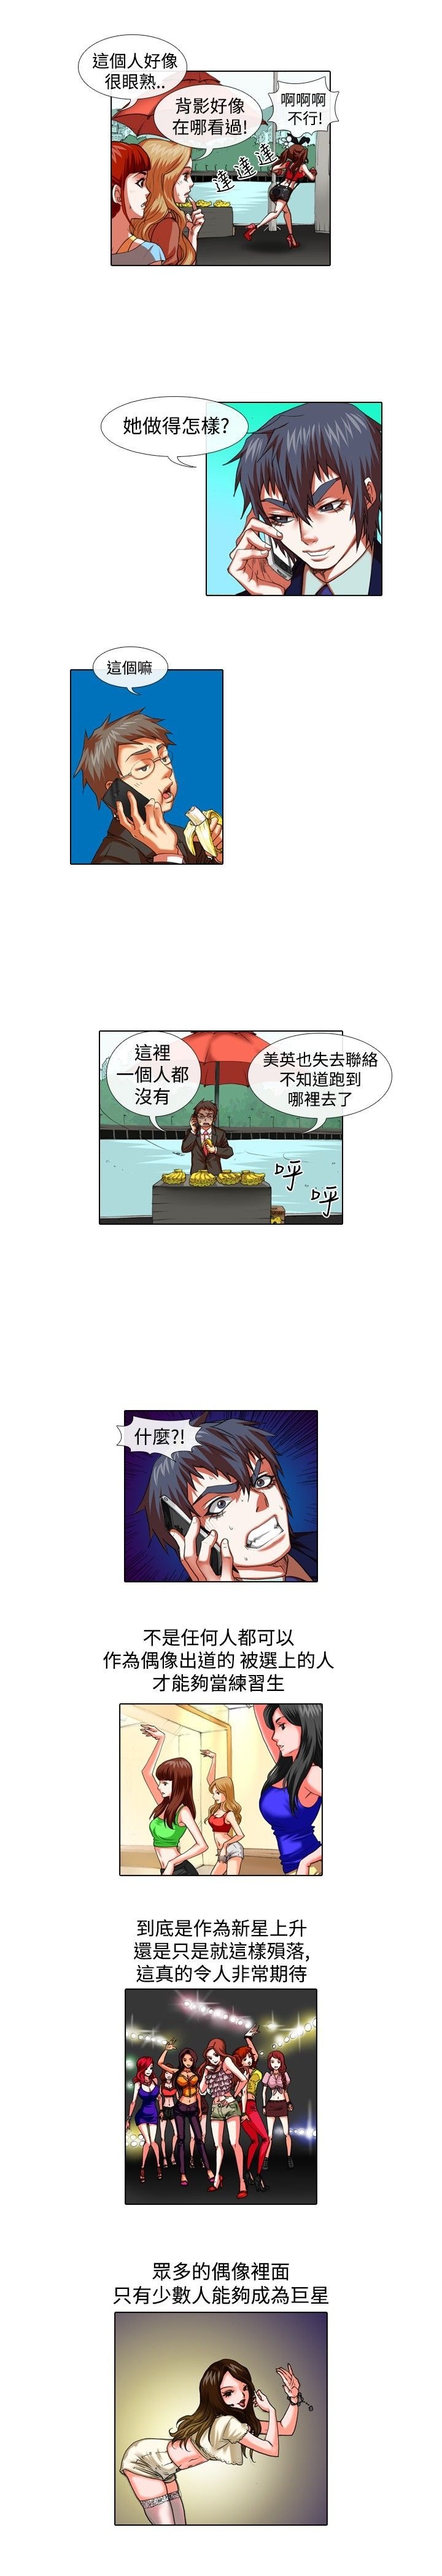 這個人好像
很眼熟..
背影好像
在哪看過!
啊啊啊
不行!
達達達
她做得怎樣?
這個嘛
這裡
一個人都
沒有
美英也失去聯絡
不知道跑到
哪裡去了
呼
呼
什麼?!
不是任何人都可以
作為偶像出道的 被選上的人
才能夠當練習生
到底是作為新星上升
還是只是就這樣殞落,
這真的令人非常期待
眾多的偶像裡面
只有少數人能夠成為巨星